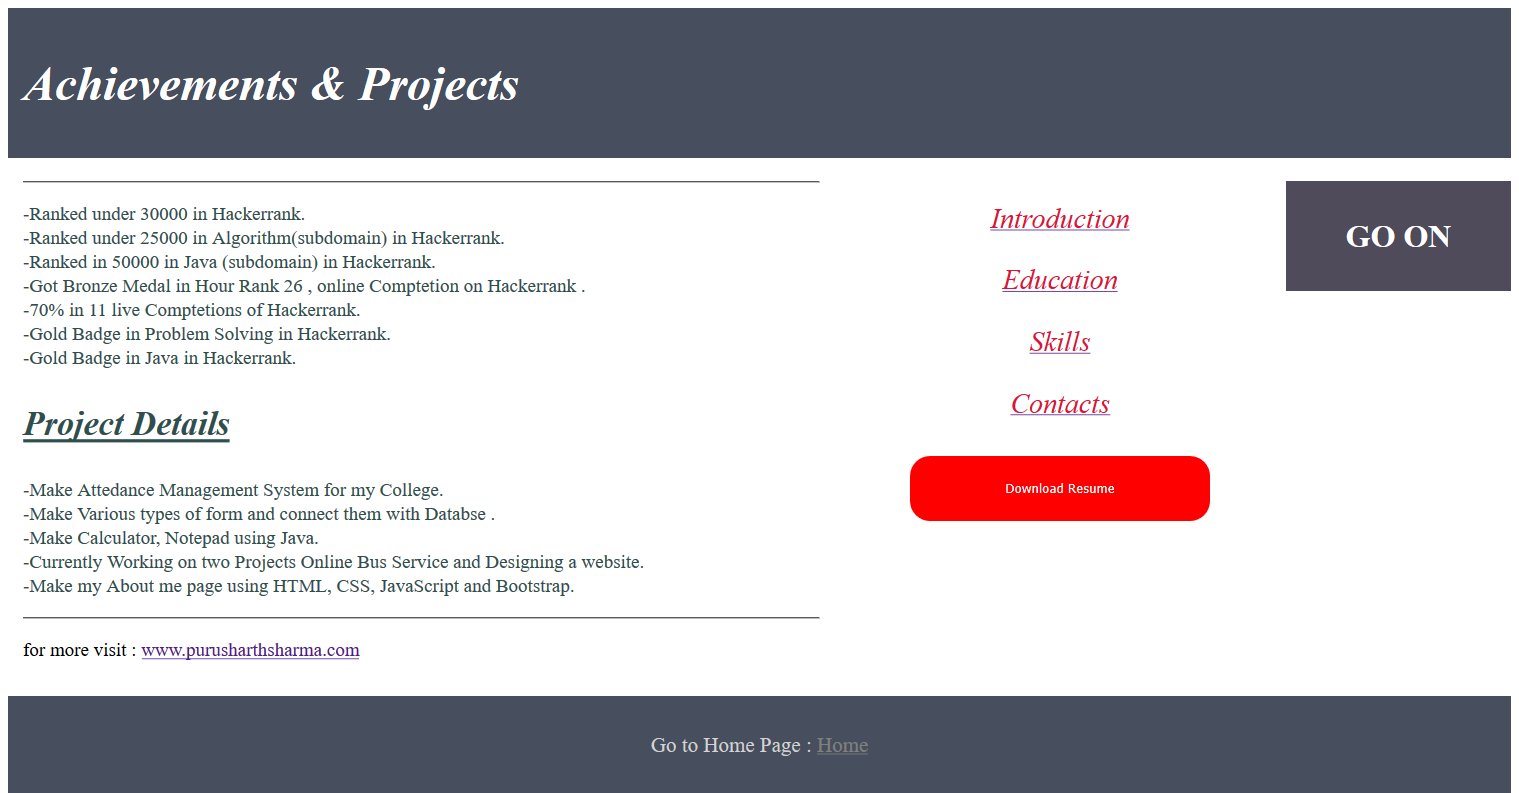 Achievements & Projects
-Ranked under 30000 in Hackerrank.
-Ranked under 25000 in Algorithm(subdomain) in Hackerrank.
-Ranked in 50000 in Java (subdomain) in Hackerrank.
-Got Bronze Medal in Hour Rank 26 , online Comptetion on Hackerrank .
-70% in 11 live Comptetions of Hackerrank.
-Gold Badge in Problem Solving in Hackerrank.
-Gold Badge in Java in Hackerrank.
Project Details
-Make Attedance Management System for my College.
-Make Various types of form and connect them with Databse .
-Make Calculator, Notepad using Java.
-Currently Working on two Projects Online Bus Service and Designing a website.
-Make my About me page using HTML, CSS, JavaScript and Bootstrap.
for more visit : www.purusharthsharma.com
Introduction
Education
Skills
Contacts
Download Resume
GO ON
Go to Home Page : Home